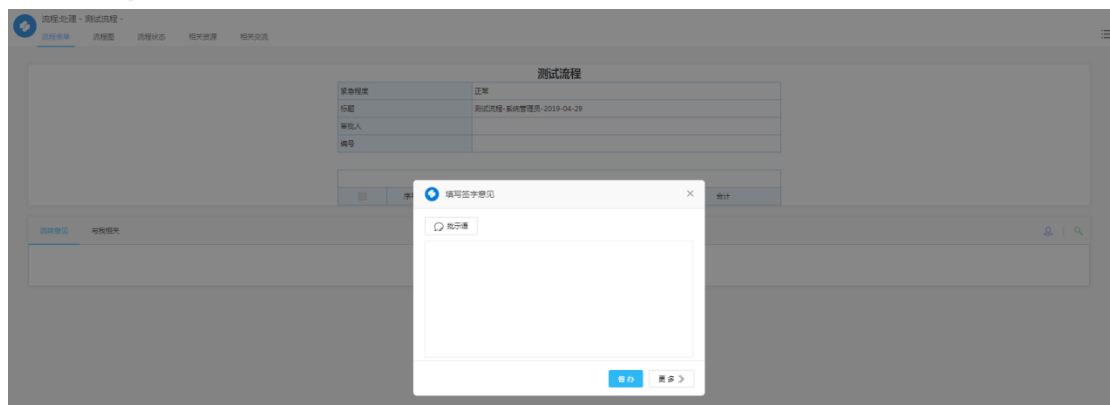 流程处理 - 测试流程 -
流程表单 流程图 流程状态 相关资源 相关交流
测试流程
紧急程度 正常
标题 测试流程-系统管理员-2019-04-29
审批人
编号
序号 合计
填写签字意见
批示语
流转意见 与我相关
督办 更多